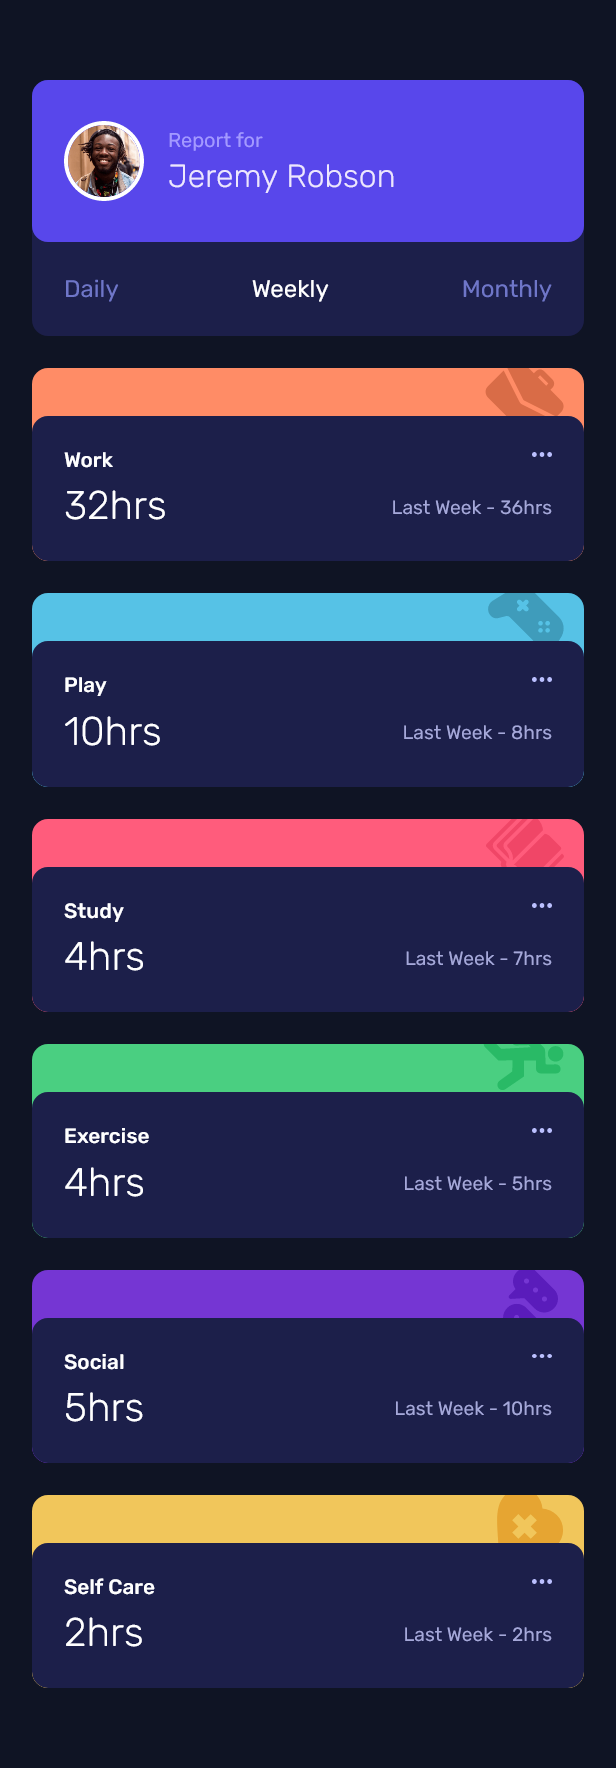 Report for
Jeremy Robson
Daily Weekly Monthly
Work
32hrs Last Week - 36hrs
Play
10hrs Last Week - 8hrs
Study
4hrs Last Week - 7hrs
Exercise
4hrs Last Week - 5hrs
Social
5hrs Last Week - 10hrs
Self Care
2hrs Last Week - 2hrs